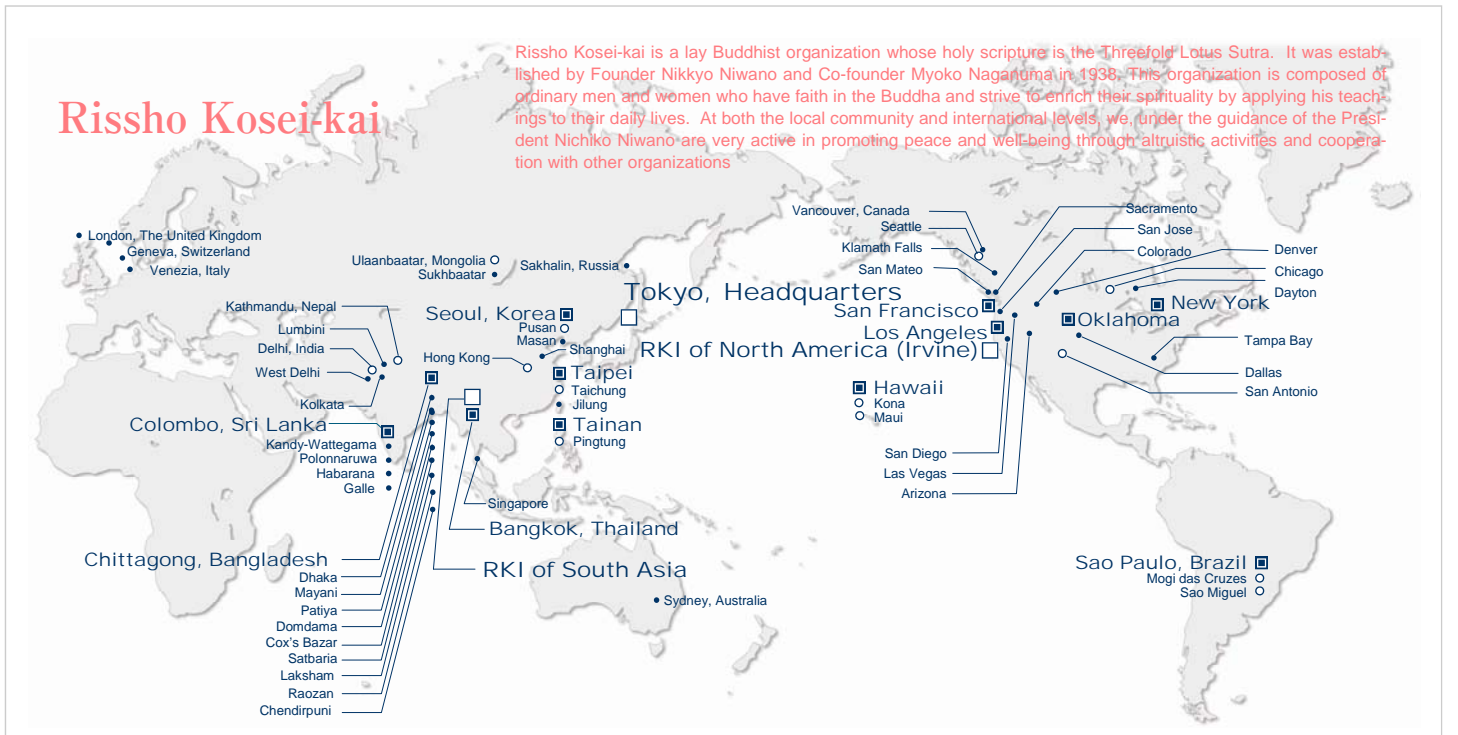 Rissho Kosei-kai is a lay Buddhist organization whose holy scripture is the Threefold Lotus Sutra.  It was estab-
lished by Founder Nikkyo Niwano and Co-founder Myoko Naganuma in 1938. This organization is composed of
ordinary men and women who have faith in the Buddha and strive to enrich their spirituality by applying his teach-
ings to their daily lives.  At both the local community and international levels, we, under the guidance of the Presi-
dent Nichiko Niwano are very active in promoting peace and well-being through altruistic activities and coopera-
tion with other organizations
Rissho Kosei-kai
London, The United Kingdom
Geneva, Switzerland
Venezia, Italy
Ulaanbaatar, Mongolia
Sukhbaatar
Sakhalin, Russia
Tokyo, Headquarters
Kathmandu, Nepal
Lumbini
Delhi, India
West Delhi
Kolkata
Seoul, Korea
Pusan
Masan
Hong Kong
Shanghai
Taipei
Taichung
Jilung
Tainan
Pingtung
Colombo, Sri Lanka
Kandy-Wattegama
Polonnaruwa
Habarana
Galle
Singapore
Bangkok, Thailand
RKI of South Asia
Chittagong, Bangladesh
Dhaka
Mayani
Patiya
Domdama
Cox's Bazar
Satbaria
Laksham
Raozan
Chendirpuni
Sydney, Australia
Vancouver, Canada
Seattle
Klamath Falls
San Mateo
San Francisco
Los Angeles
RKI of North America (Irvine)
Sacramento
San Jose
Colorado
Denver
Chicago
Dayton
New York
Oklahoma
Tampa Bay
Dallas
San Antonio
Hawaii
Kona
Maui
San Diego
Las Vegas
Arizona
Sao Paulo, Brazil
Mogi das Cruzes
Sao Miguel